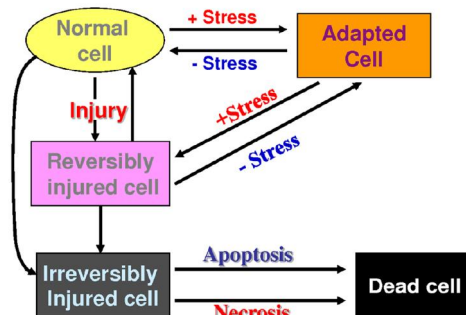 Normal
cell
+ Stress
- Stress
Adapted
Cell
Injury
+Stress
- Stress
Reversibly
injured cell
Irreversibly
Injured cell
Apoptosis
Necrosis
Dead cell